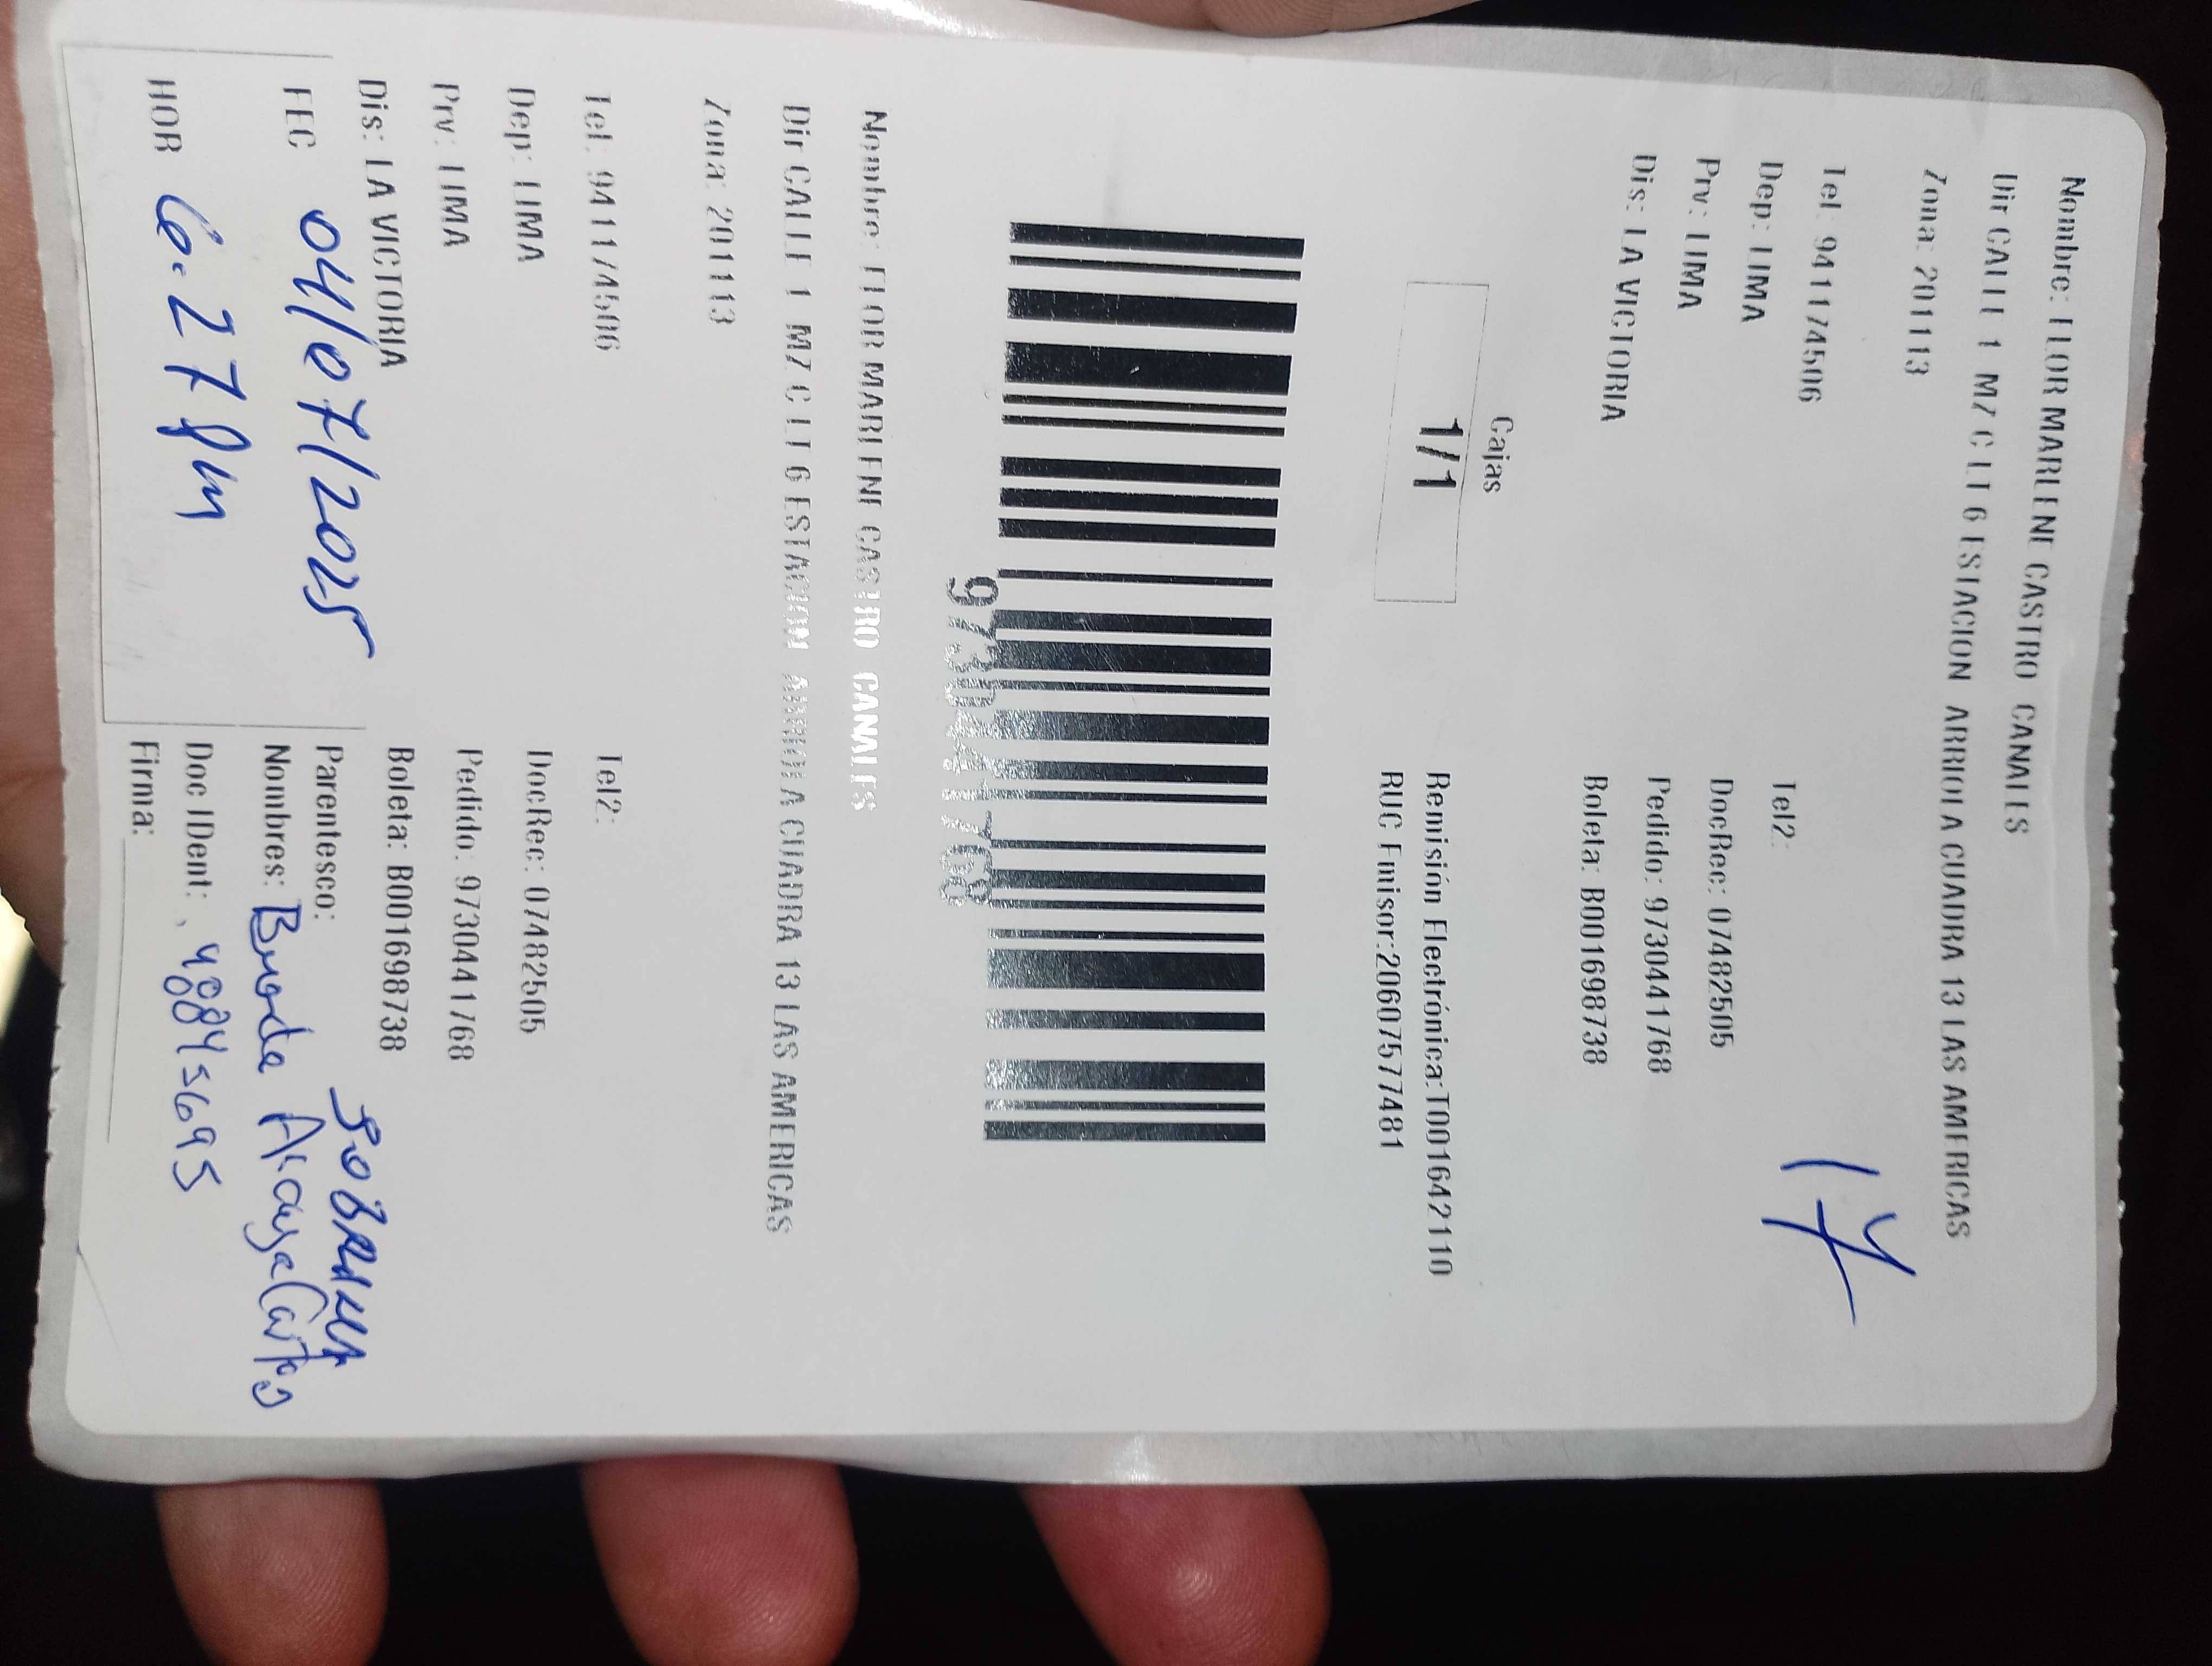 Nombre: FLOR MARLENE CASTRO CANALES
Dir CALLE 1 MZ C LT 6 ESTACION ARRIOLA CUADRA 13 LAS AMERICAS
Zona: 201113
17
Tel: 941174506 Tel2:
Dep: LIMA DocRec: 07482505
Prv: LIMA Pedido: 9730441768
Dis: LA VICTORIA Boleta: B001698738
Cajas
1/1
Remisión Electrónica:T001642110
RUC Emisor:20607577481
9730441768
Nombre: FLOR MARLENE CASTRO CANALES
Dir CALLE 1 MZ C LT 6 ESTACION ARRIOLA CUADRA 13 LAS AMERICAS
Zona: 201113
Tel: 941174506 Tel2:
Dep: LIMA DocRec: 07482505
Prv: LIMA Pedido: 9730441768
Dis: LA VICTORIA Boleta: B001698738
FEC 04/07/2025
Parentesco: SOBRINA
Nombres: Acauya Castro
HOR 6:27 pm
Doc IDent: 40845695
Firma: